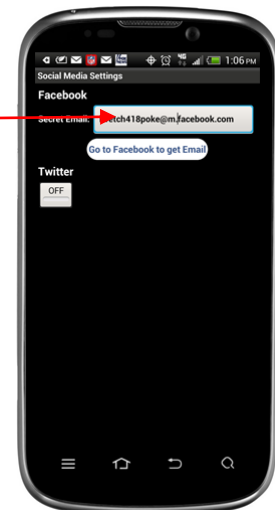 1:06 PM
Social Media Settings
Facebook
Secret Email: etch418poke@m.facebook.com
Go to Facebook to get Email
Twitter
OFF